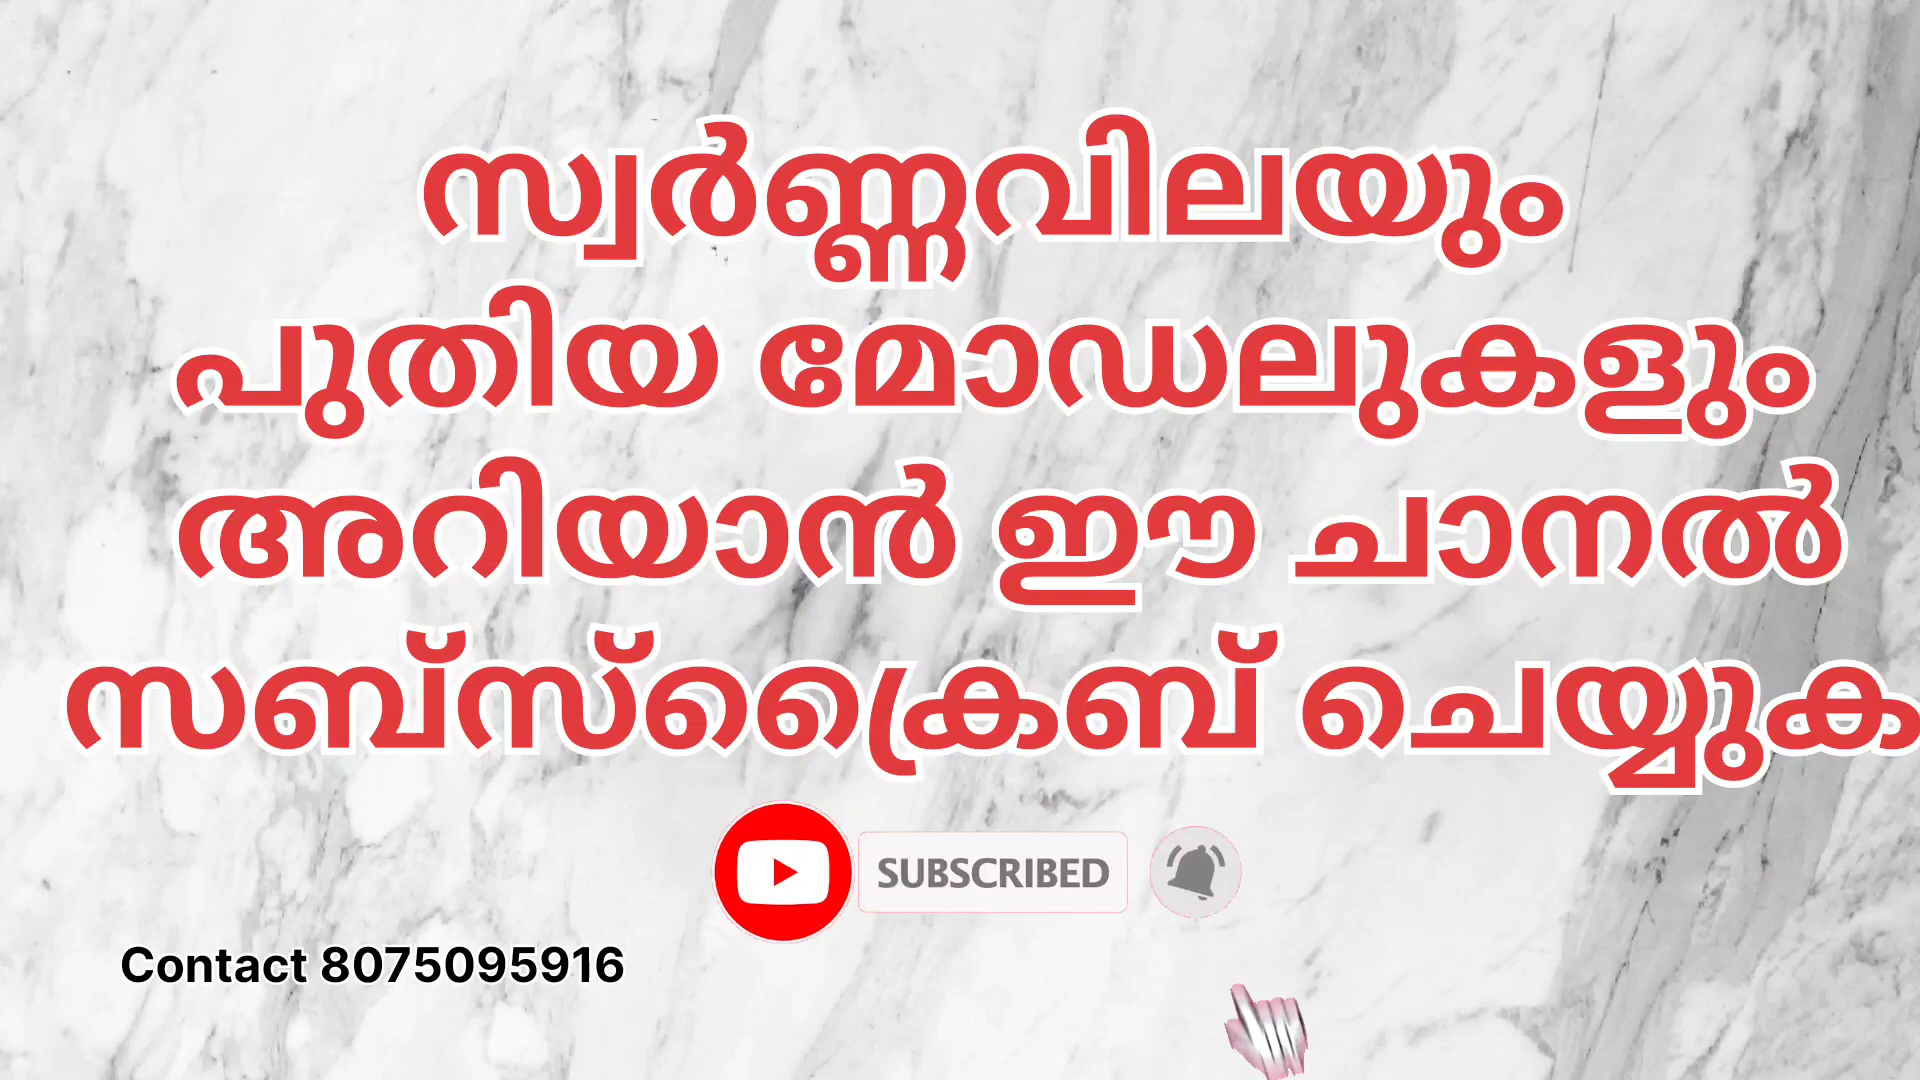 സ്വർണ്ണവിലയും
പുതിയ മോഡലുകളും
അറിയാൻ ഈ ചാനൽ
സബ്സ്ക്രൈബ് ചെയ്യുക
SUBSCRIBED
Contact 8075095916